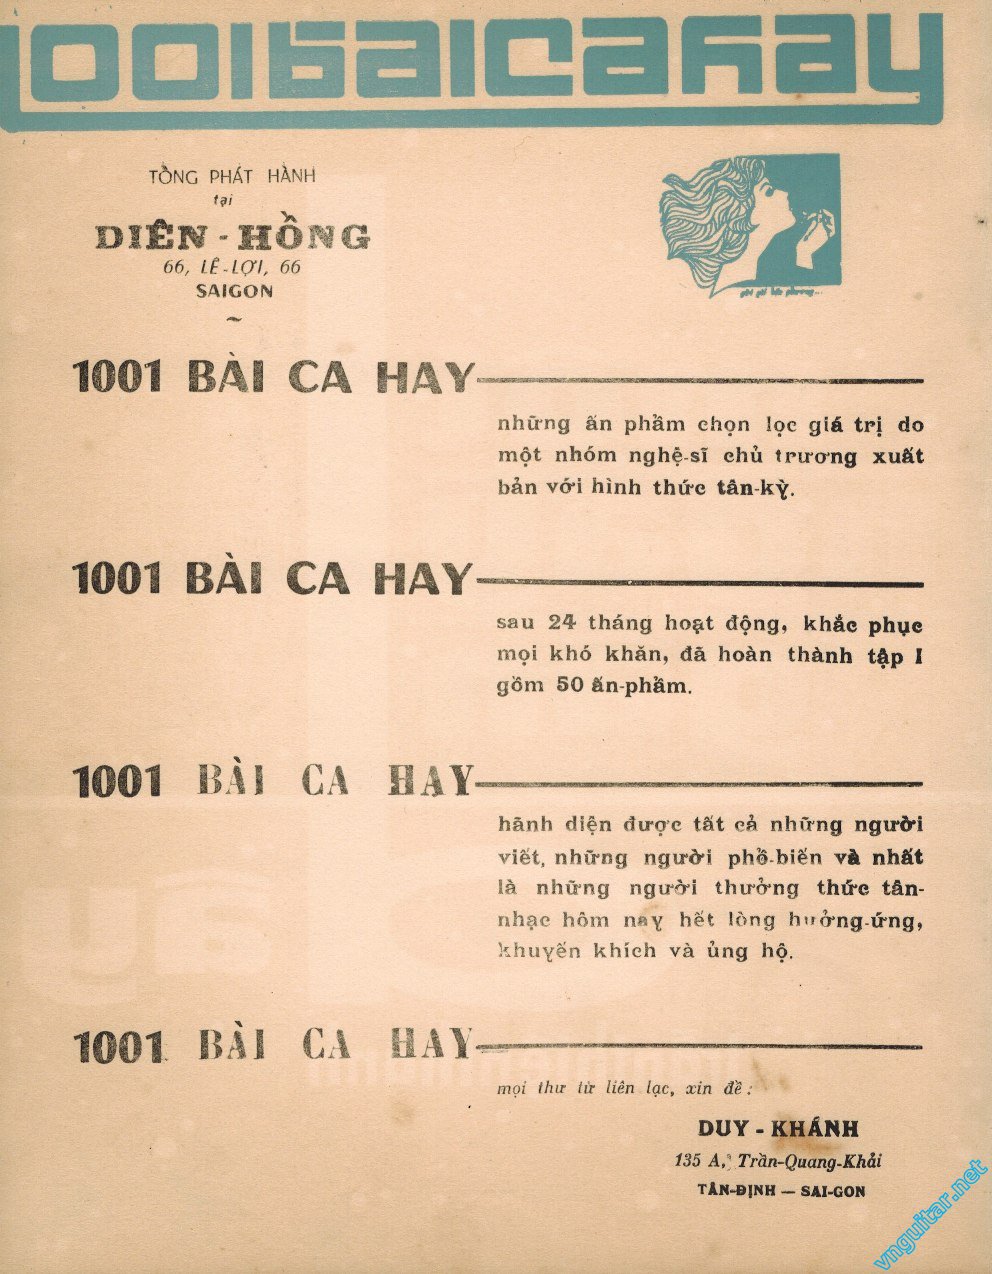 1001baicahay
TỔNG PHÁT HÀNH
tại
DIÊN - HỒNG
66, LÊ-LỢI, 66
SAIGON
~
1001 BÀI CA HAY
những ấn phẩm chọn lọc giá trị do
một nhóm nghệ-sĩ chủ trương xuất
bản với hình thức tân-kỳ.
1001 BÀI CA HAY
sau 24 tháng hoạt động, khắc phục
mọi khó khăn, đã hoàn thành tập I
gồm 50 ấn-phẩm.
1001 BÀI CA HAY
hãnh diện được tất cả những người
viết, những người phổ-biến và nhất
là những người thưởng thức tân-
nhạc hôm nay hết lòng hưởng-ứng,
khuyến khích và ủng hộ.
1001 BÀI CA HAY
mọi thư từ liên lạc, xin đề :
DUY - KHÁNH
135 A, Trần-Quang-Khải
TÂN-ĐỊNH — SAI-GON
vnguitar.net